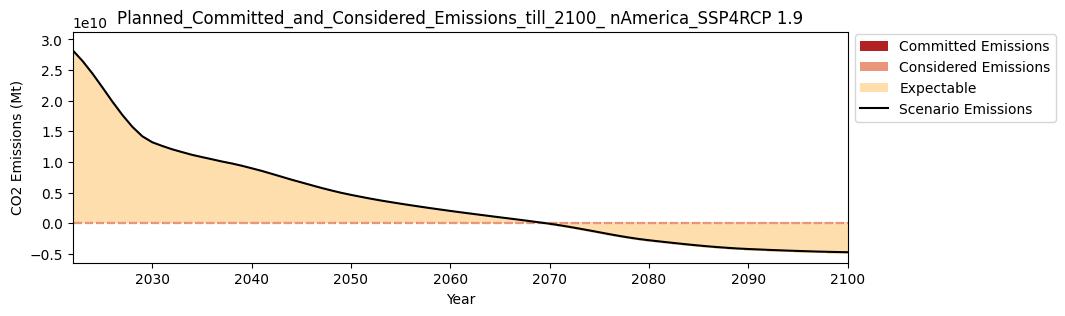 Planned_Committed_and_Considered_Emissions_till_2100_ nAmerica_SSP4RCP 1.9
1e10
3.0
2.5
2.0
1.5
1.0
0.5
0.0
−0.5
CO2 Emissions (Mt)
2030 2040 2050 2060 2070 2080 2090 2100
Year
Committed Emissions
Considered Emissions
Expectable
Scenario Emissions